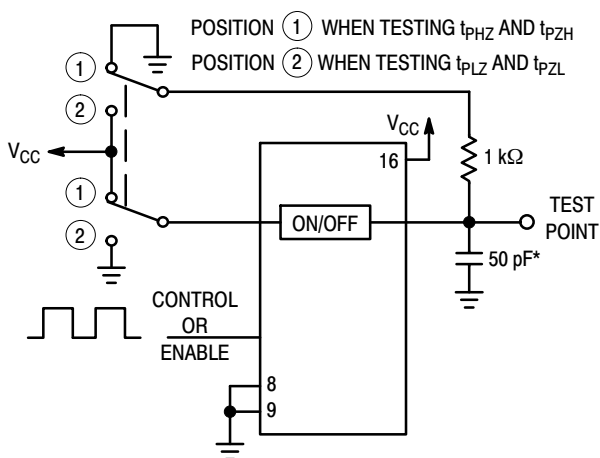 POSITION 1 WHEN TESTING tPHZ AND tPZH
POSITION 2 WHEN TESTING tPLZ AND tPZL
1
2
VCC
1
2
VCC
16
1 kΩ
ON/OFF
TEST
POINT
50 pF*
CONTROL
OR
ENABLE
8
9